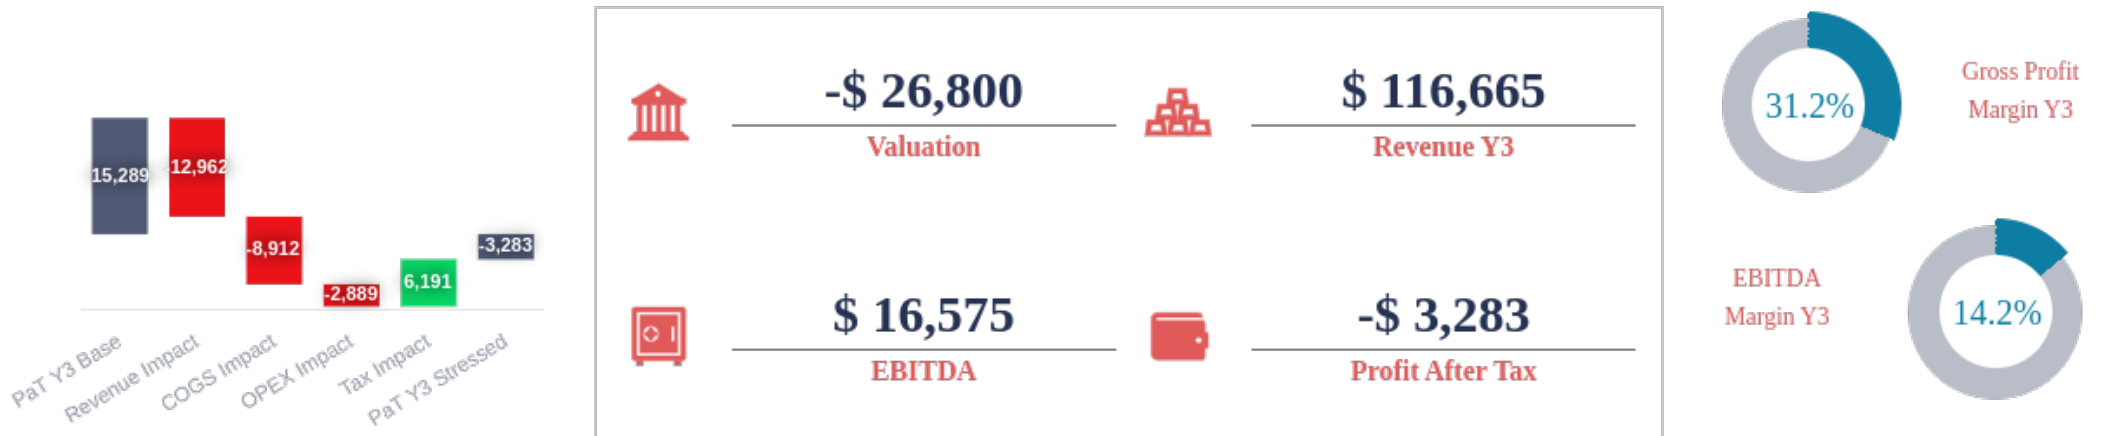 15,289
-12,962
-8,912
-2,889
6,191
-3,283
PaT Y3 Base
Revenue Impact
COGS Impact
OPEX Impact
Tax Impact
PaT Y3 Stressed
-$ 26,800
Valuation
$ 116,665
Revenue Y3
$ 16,575
EBITDA
-$ 3,283
Profit After Tax
31.2%
Gross Profit
Margin Y3
EBITDA
Margin Y3
14.2%